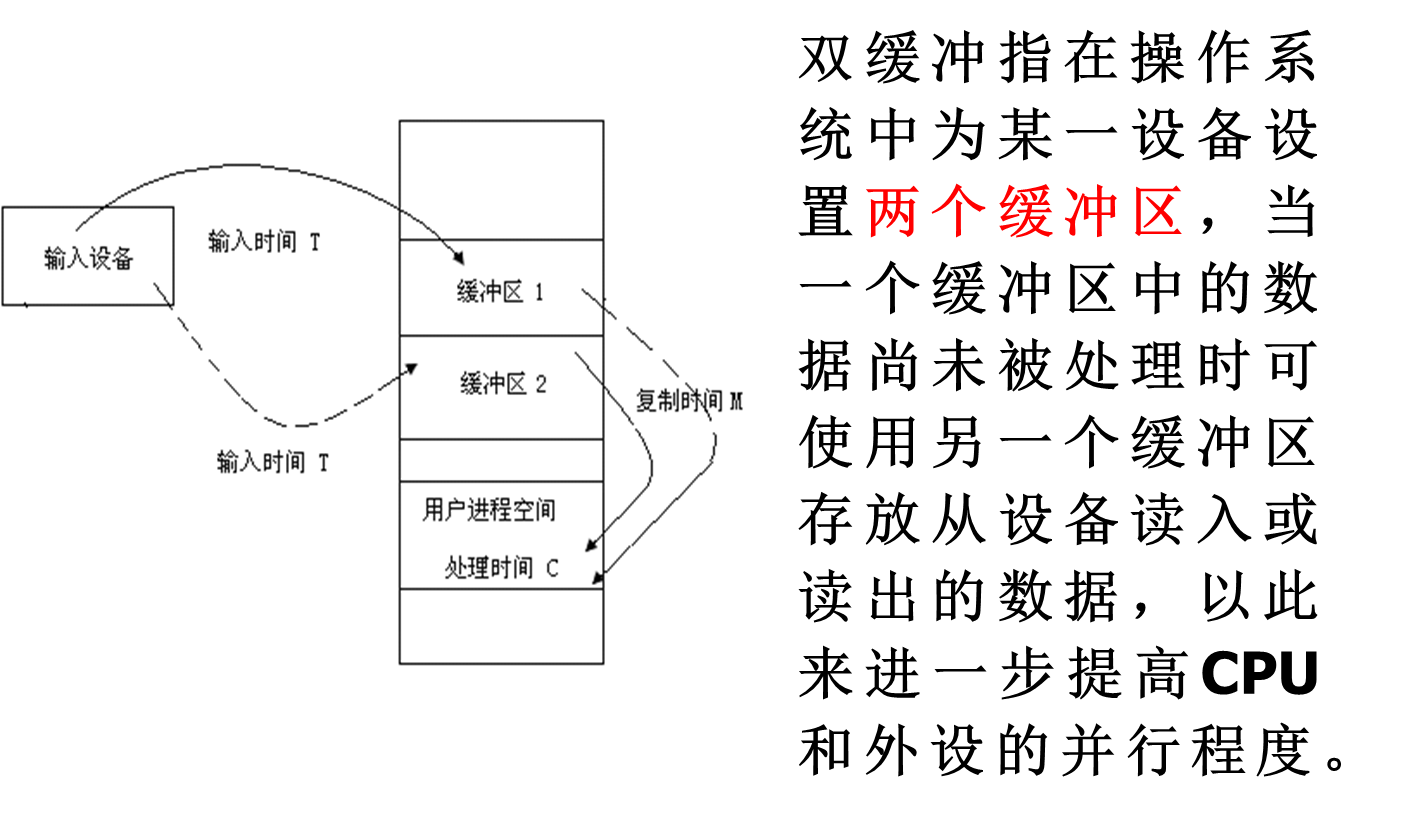 输入设备
输入时间 T
缓冲区 1
缓冲区 2
复制时间 M
输入时间 T
用户进程空间
处理时间 C
双缓冲指在操作系
统中为某一设备设
置两个缓冲区，当
一个缓冲区中的数
据尚未被处理时可
使用另一个缓冲区
存放从设备读入或
读出的数据，以此
来进一步提高CPU
和外设的并行程度。